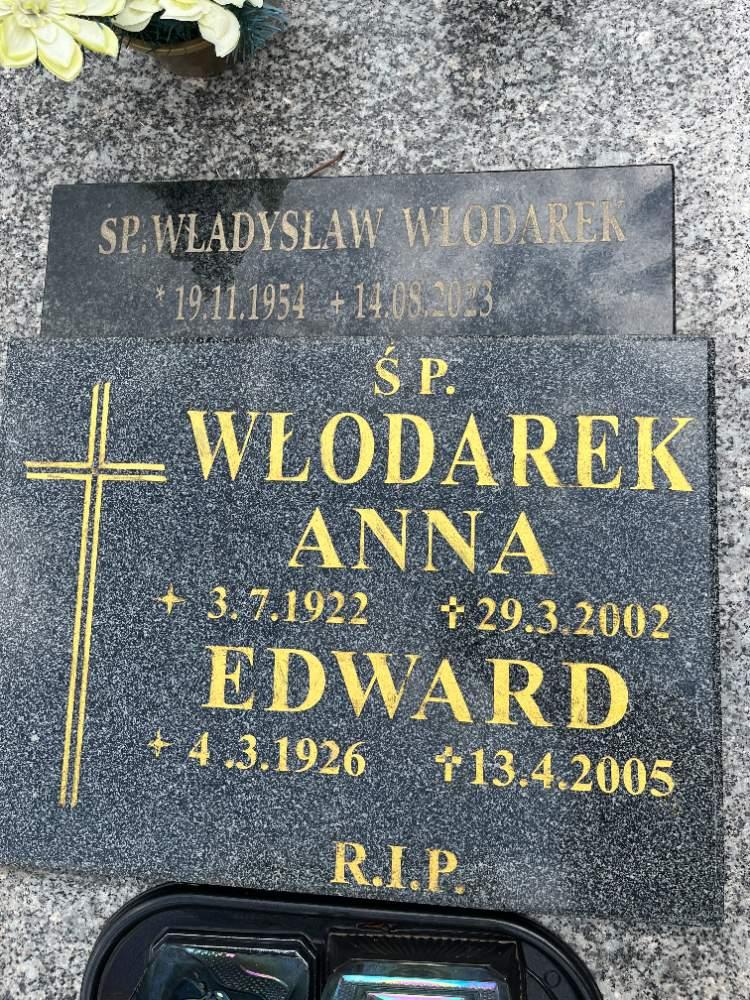 SP. WŁADYSŁAW WŁODAREK
* 19.11.1954 + 14.08.2023
Ś P.
WŁODAREK
ANNA
3.7.1922 29.3.2002
EDWARD
4.3.1926 13.4.2005
R.I.P.